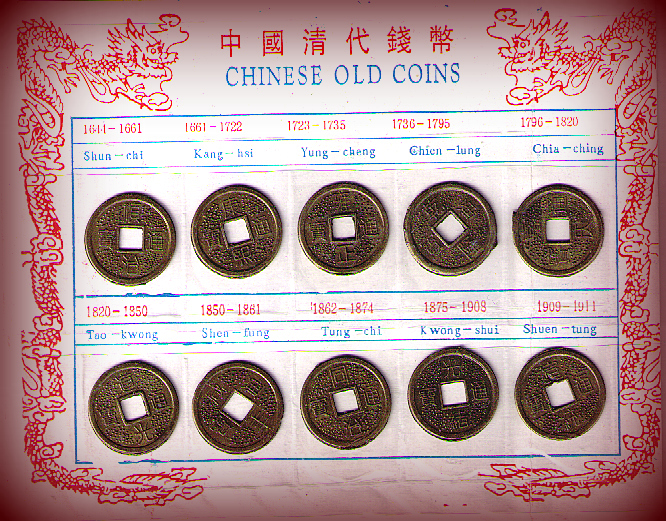 中國清代錢幣
CHINESE OLD COINS
1644-1661 1661-1722 1723-1735 1736-1795 1796-1820
Shun-chi Kang-hsi Yung-cheng Chien-lung Chia-ching
1820-1850 1850-1861 1862-1874 1875-1908 1909-1911
Tao-kwong Shen-fung Tung-chi Kwong-shui Shuen-tung